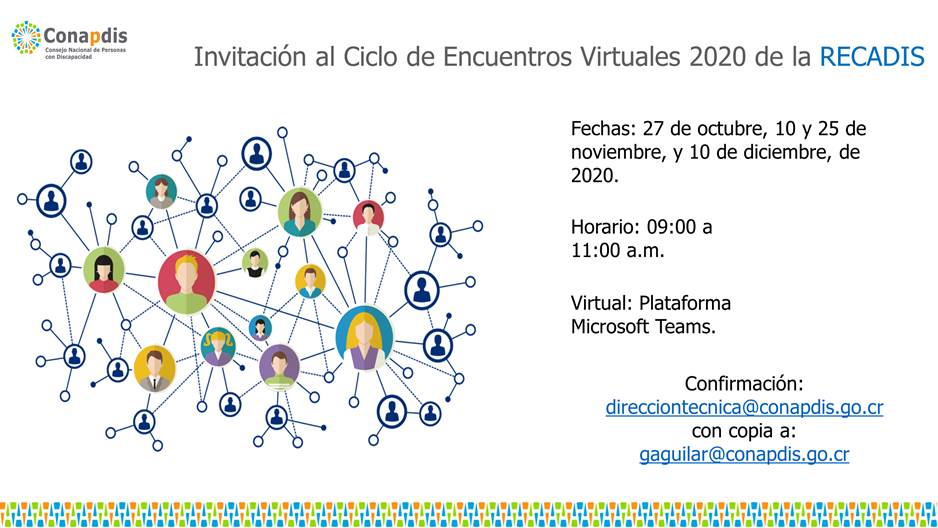 Conapdis
Consejo Nacional de Personas
con Discapacidad
Invitación al Ciclo de Encuentros Virtuales 2020 de la RECADIS
Fechas: 27 de octubre, 10 y 25 de
noviembre, y 10 de diciembre, de
2020.
Horario: 09:00 a
11:00 a.m.
Virtual: Plataforma
Microsoft Teams.
Confirmación:
direcciontecnica@conapdis.go.cr
con copia a:
gaguilar@conapdis.go.cr